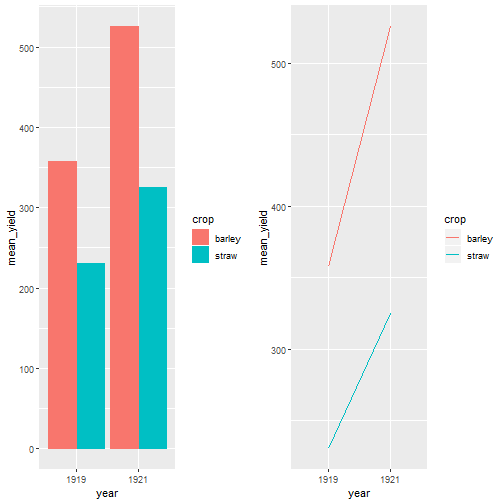 500
400
300
200
100
0
mean_yield
1919 1921
year
crop
barley
straw
500
400
300
mean_yield
1919 1921
year
crop
barley
straw